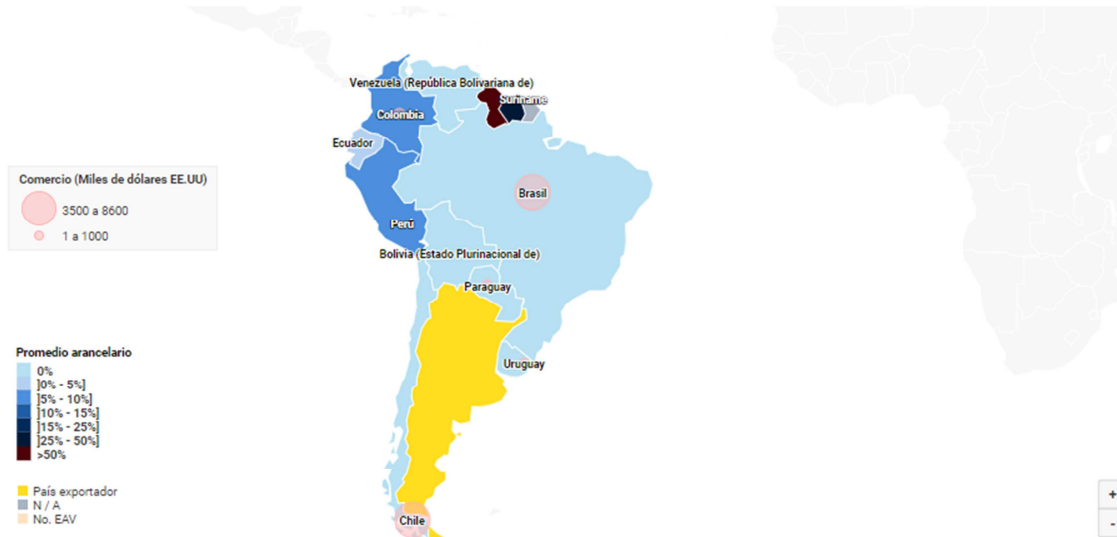 Venezuela (República Bolivariana de)
Suriname
Colombia
Ecuador
Comercio (Miles de dólares EE.UU)
3500 a 8600
1 a 1000
Brasil
Perú
Bolivia (Estado Plurinacional de)
Paraguay
Promedio arancelario
0%
]0% - 5%]
]5% - 10%]
]10% - 15%]
]15% - 25%]
]25% - 50%]
>50%
Uruguay
País exportador
N / A
No. EAV
Chile
+
-